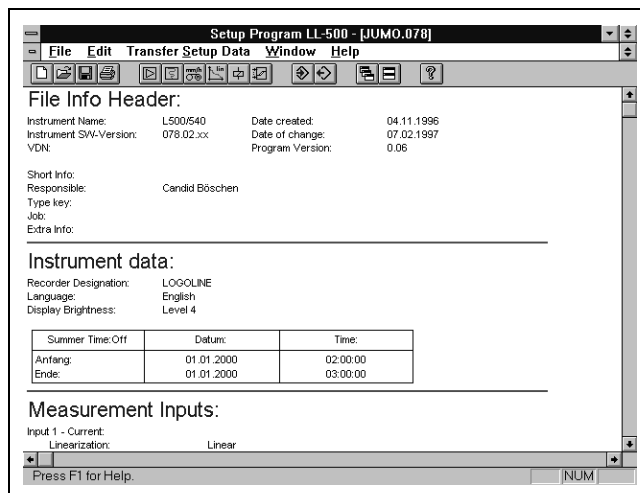 Setup Program LL-500 - [JUMO.078]
File Edit Transfer Setup Data Window Help
File Info Header:
Instrument Name: L500/540 Date created: 04.11.1996
Instrument SW-Version: 078.02.xx Date of change: 07.02.1997
VDN: Program Version: 0.06
Short Info:
Responsible: Candid Böschen
Type key:
Job:
Extra Info:
Instrument data:
Recorder Designation: LOGOLINE
Language: English
Display Brightness: Level 4
Summer Time:Off Datum: Time:
Anfang: 01.01.2000 02:00:00
Ende: 01.01.2000 03:00:00
Measurement Inputs:
Input 1 - Current:
Linearization: Linear
Press F1 for Help. NUM